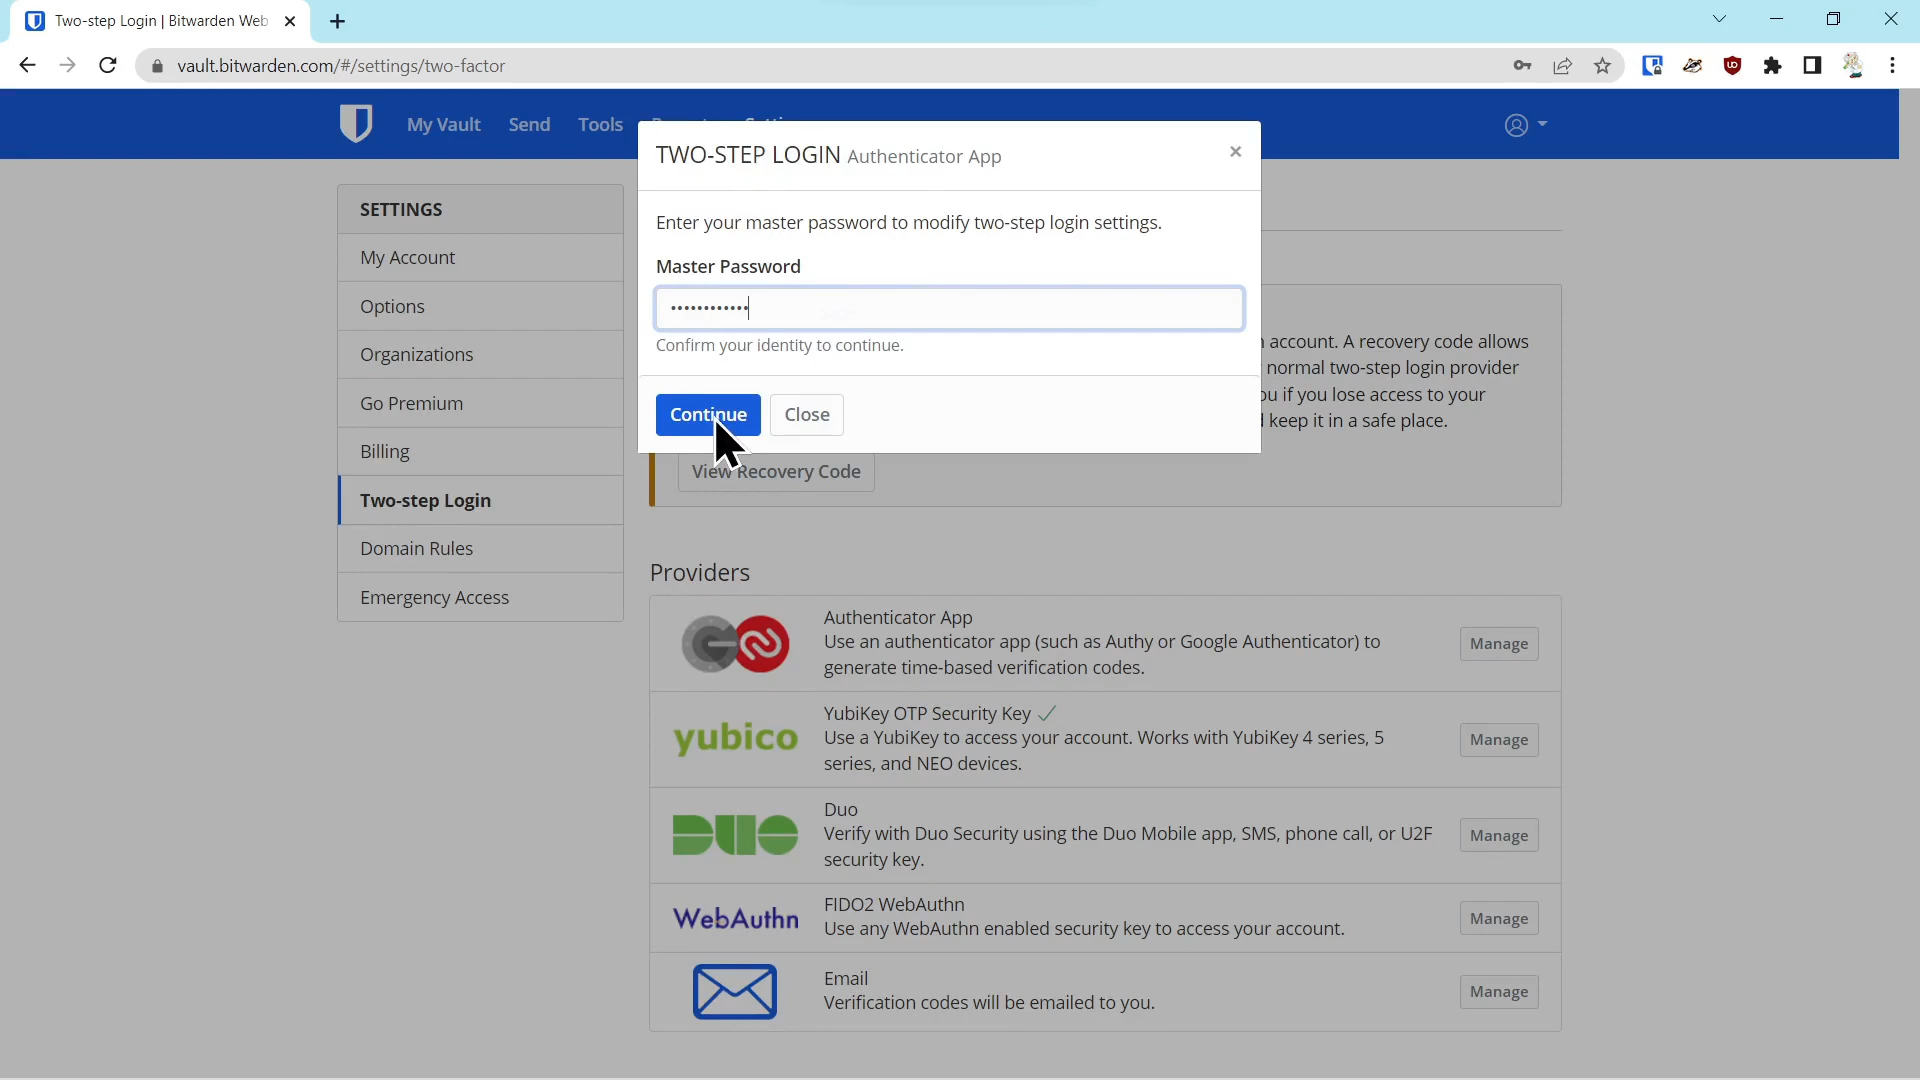 Two-step Login | Bitwarden Web
vault.bitwarden.com/#/settings/two-factor
My Vault Send Tools
TWO-STEP LOGIN Authenticator App
×
Enter your master password to modify two-step login settings.
Master Password
••••••••••••
Confirm your identity to continue.
Continue Close
SETTINGS
My Account
Options
Organizations
Go Premium
Billing
Two-step Login
Domain Rules
Emergency Access
account. A recovery code allows
normal two-step login provider
if you lose access to your
keep it in a safe place.
View Recovery Code
Providers
Authenticator App
Use an authenticator app (such as Authy or Google Authenticator) to
generate time-based verification codes.
Manage
yubico
YubiKey OTP Security Key ✓
Use a YubiKey to access your account. Works with YubiKey 4 series, 5
series, and NEO devices.
Manage
DUO
Duo
Verify with Duo Security using the Duo Mobile app, SMS, phone call, or U2F
security key.
Manage
WebAuthn
FIDO2 WebAuthn
Use any WebAuthn enabled security key to access your account.
Manage
Email
Verification codes will be emailed to you.
Manage